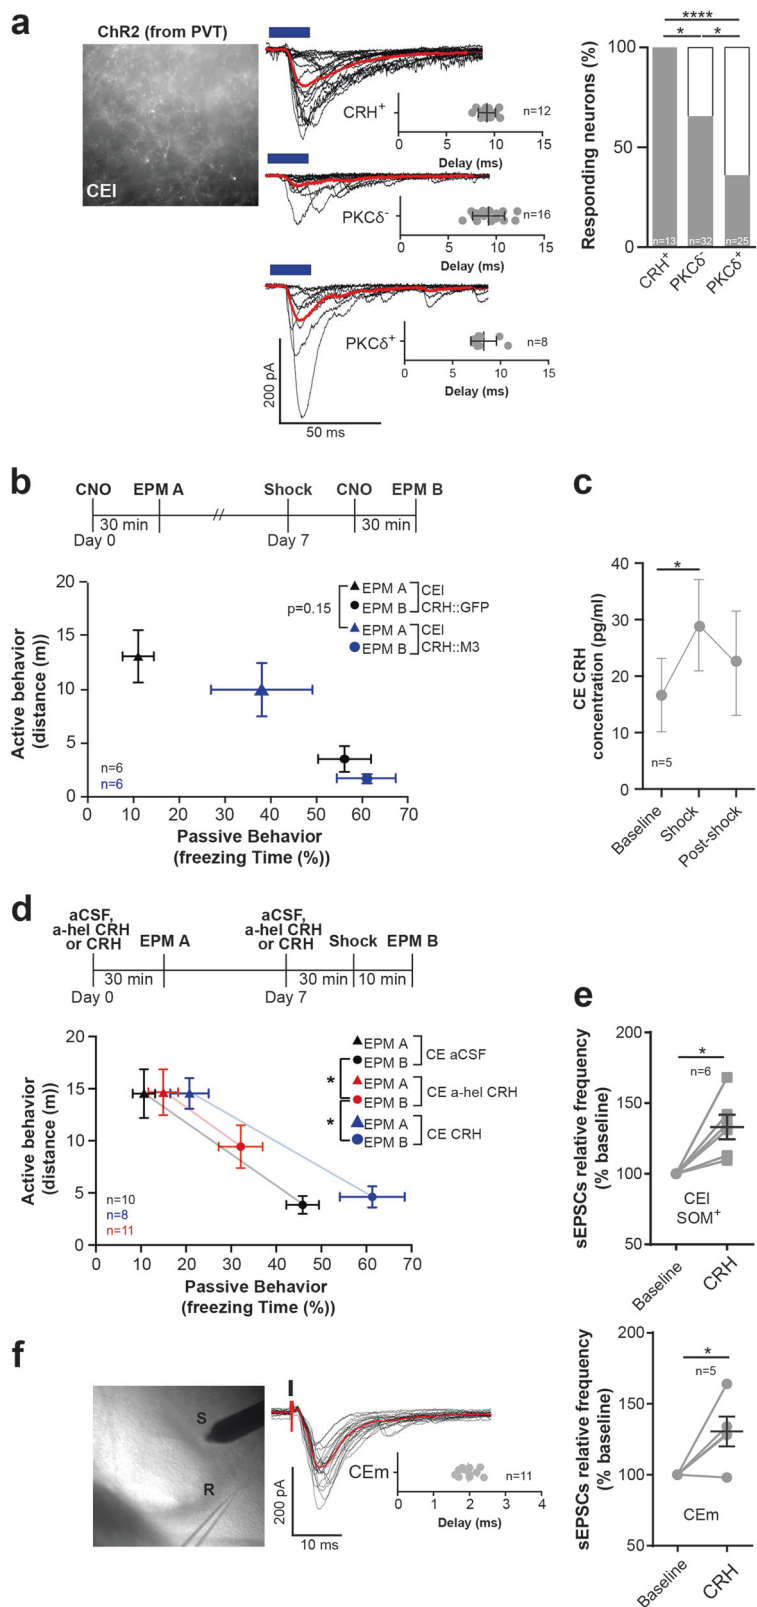 a
ChR2 (from PVT)
CEl
CRH+
n=12
0 5 10 15
Delay (ms)
PKCδ-
n=16
0 5 10 15
Delay (ms)
PKCδ+
n=8
0 5 10 15
Delay (ms)
200 pA
50 ms
****
* *
Responding neurons (%)
100
50
0
n=13 n=32 n=25
CRH+ PKCδ- PKCδ+
b
CNO EPM A Shock CNO EPM B
30 min // 30 min
Day 0 Day 7
Active behavior
(distance (m))
20
15
10
5
0
p=0.15
EPM A
EPM B
CEl
CRH::GFP
EPM A
EPM B
CEl
CRH::M3
n=6
n=6
0 10 20 30 40 50 60 70
Passive Behavior
(freezing Time (%))
c
CE CRH
concentration (pg/ml)
40
30
20
10
0
*
n=5
Baseline Shock Post-shock
d
aCSF,
a-hel CRH
or CRH
EPM A
aCSF,
a-hel CRH
or CRH
Shock EPM B
30 min 30 min 10 min
Day 0 Day 7
Active behavior
(distance (m))
20
15
10
5
0
EPM A
EPM B
CE aCSF
*
EPM A
EPM B
CE a-hel CRH
*
EPM A
EPM B
CE CRH
n=10
n=8
n=11
0 10 20 30 40 50 60 70
Passive Behavior
(freezing Time (%))
e
sEPSCs relative frequency
(% baseline)
200
150
100
50
*
n=6
CEl
SOM+
Baseline CRH
sEPSCs relative frequency
(% baseline)
200
150
100
50
*
n=5
CEm
Baseline CRH
f
S
R
200 pA
10 ms
CEm
n=11
0 1 2 3 4
Delay (ms)